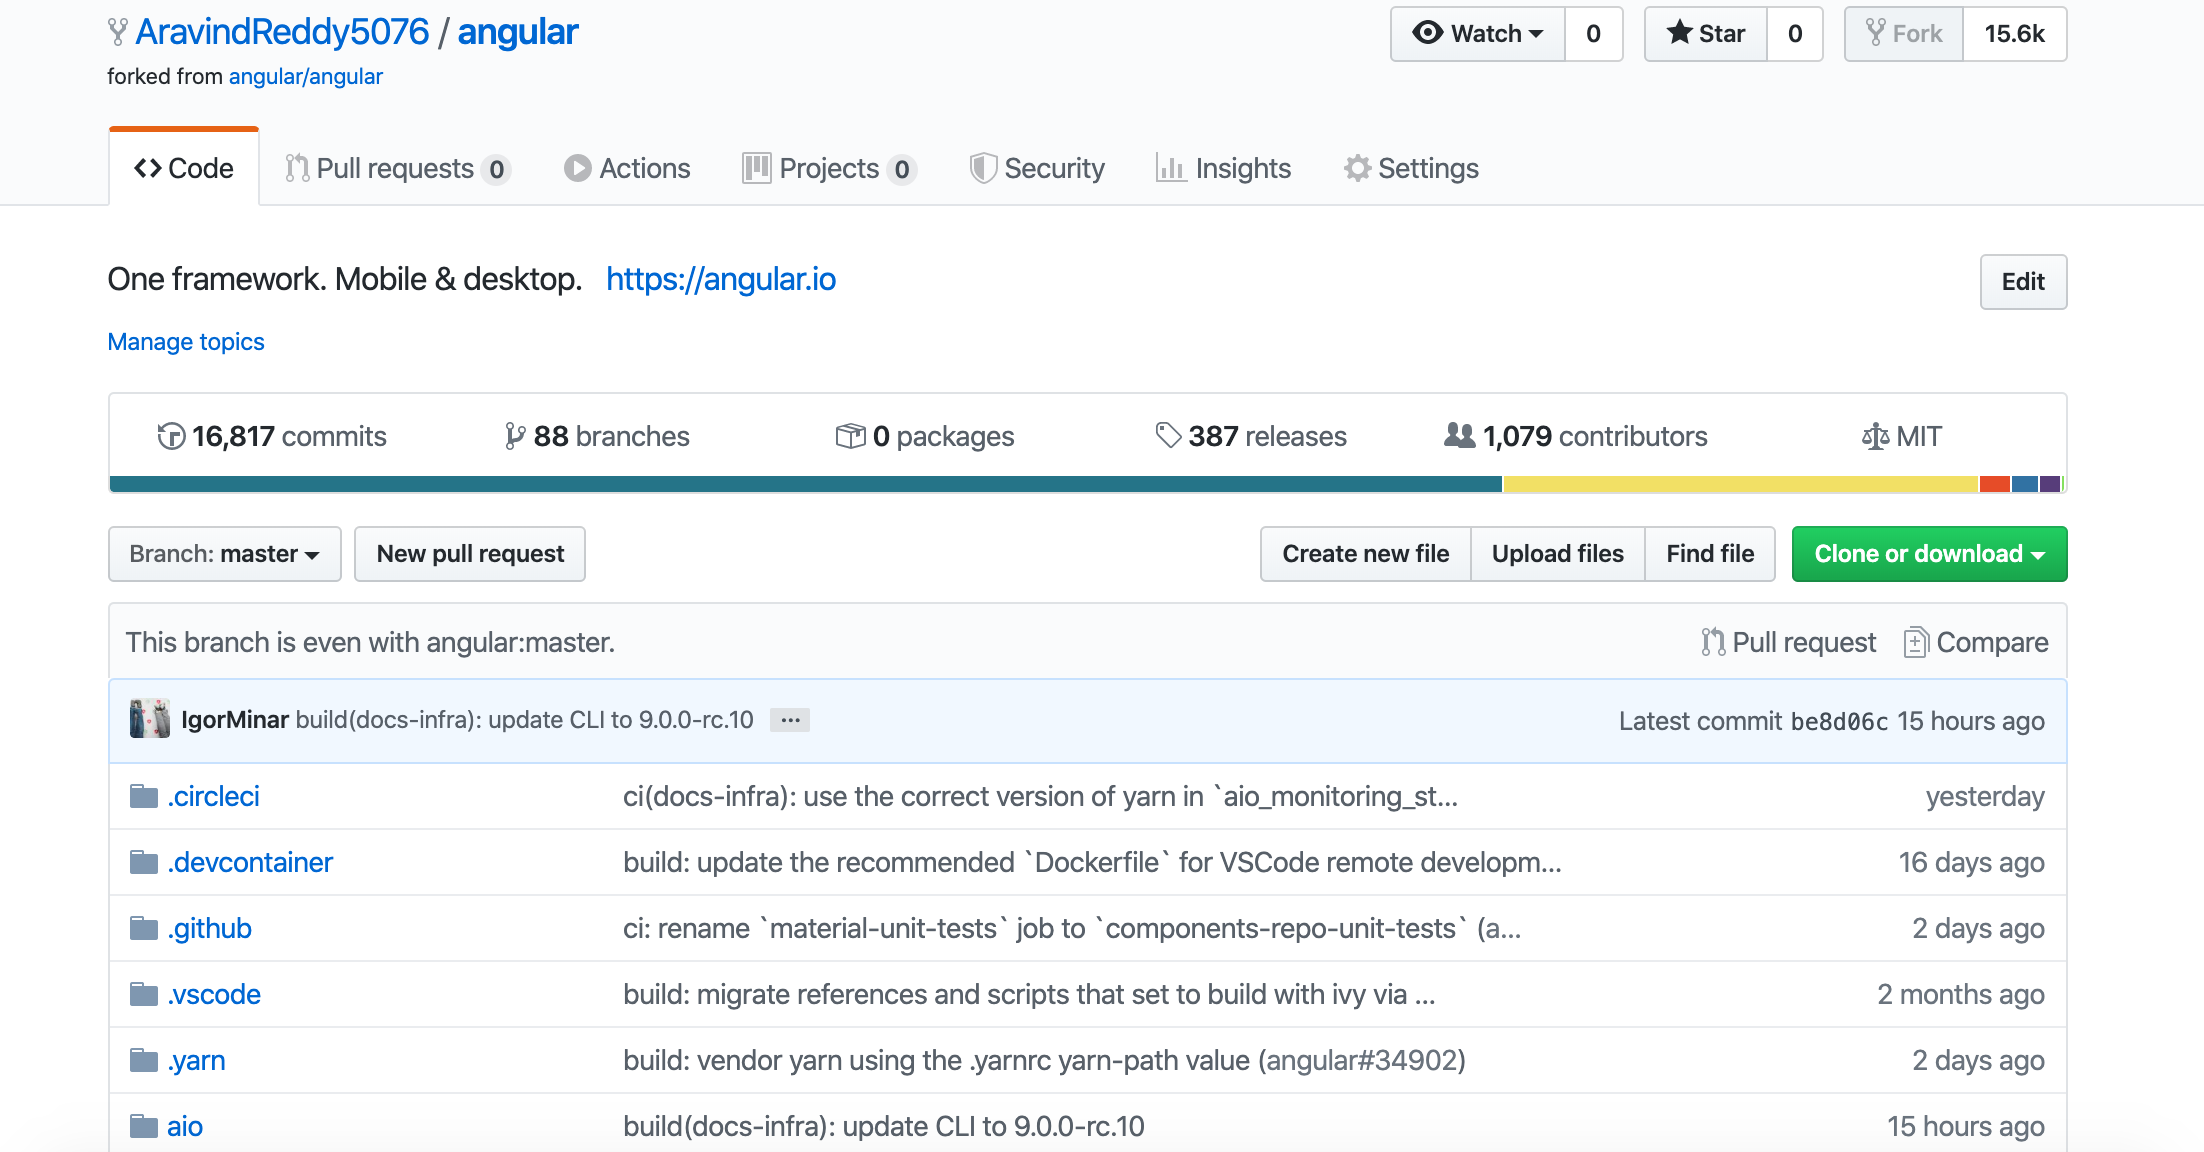 AravindReddy5076 / angular
Watch 0 Star 0 Fork 15.6k
forked from angular/angular
Code Pull requests 0 Actions Projects 0 Security Insights Settings
One framework. Mobile & desktop. https://angular.io
Edit
Manage topics
16,817 commits 88 branches 0 packages 387 releases 1,079 contributors MIT
Branch: master New pull request Create new file Upload files Find file Clone or download
This branch is even with angular:master. Pull request Compare
IgorMinar build(docs-infra): update CLI to 9.0.0-rc.10 ... Latest commit be8d06c 15 hours ago
.circleci ci(docs-infra): use the correct version of yarn in `aio_monitoring_st... yesterday
.devcontainer build: update the recommended `Dockerfile` for VSCode remote developm... 16 days ago
.github ci: rename `material-unit-tests` job to `components-repo-unit-tests` (a... 2 days ago
.vscode build: migrate references and scripts that set to build with ivy via ... 2 months ago
.yarn build: vendor yarn using the .yarnrc yarn-path value (angular#34902) 2 days ago
aio build(docs-infra): update CLI to 9.0.0-rc.10 15 hours ago